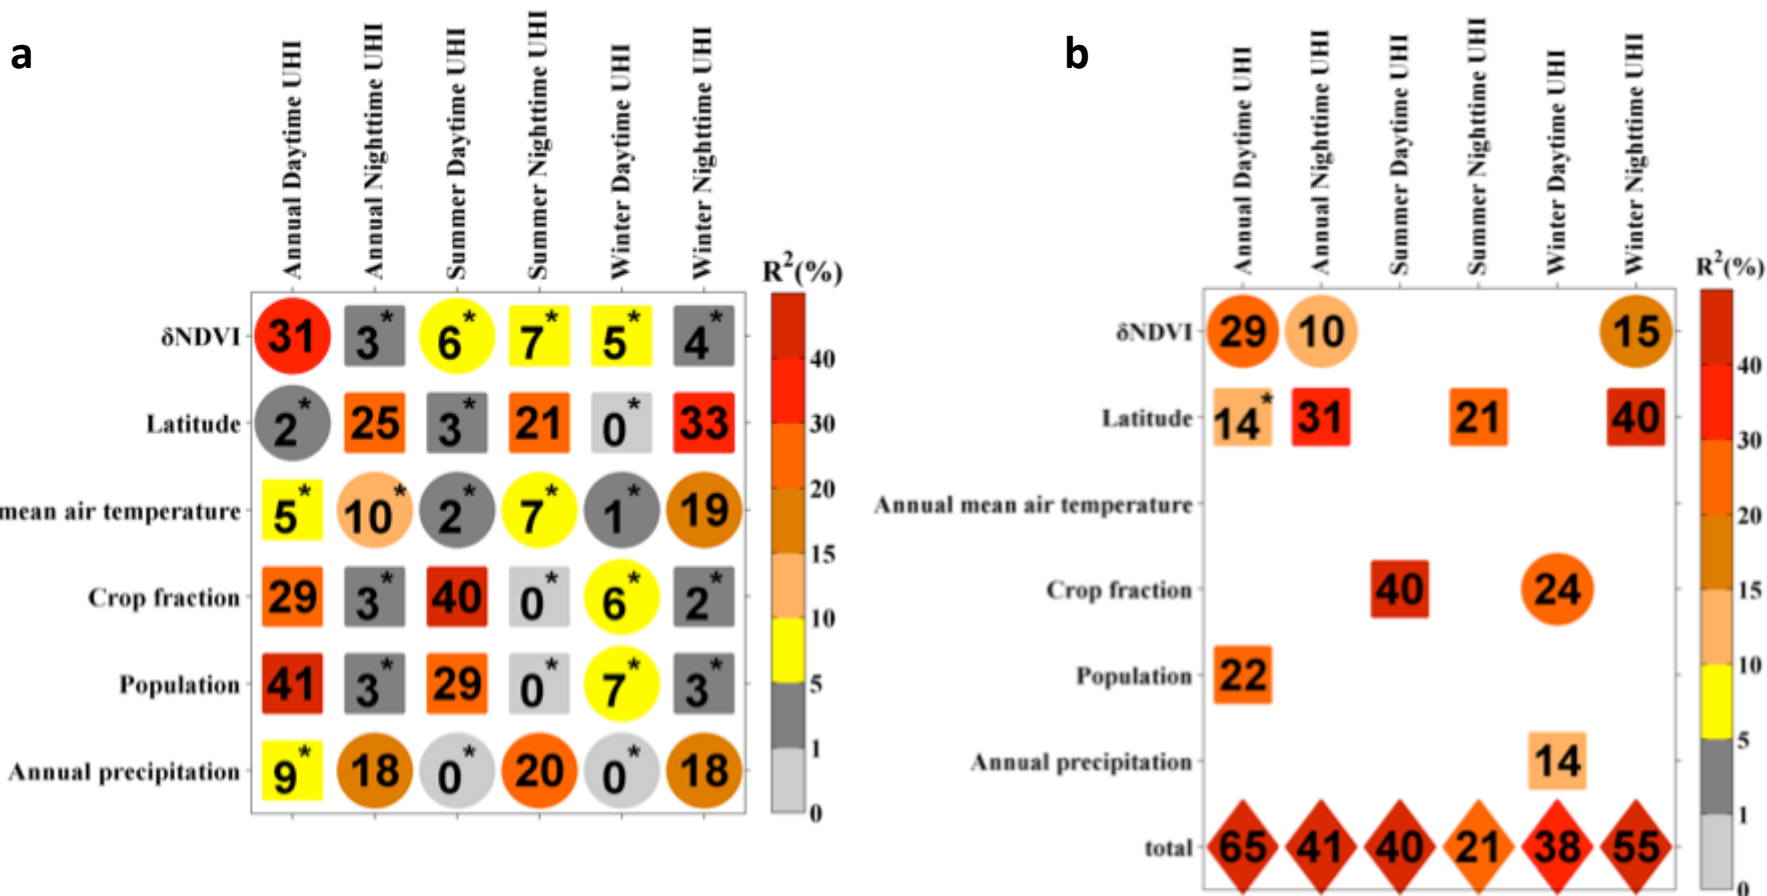 a
Annual Daytime UHI
Annual Nighttime UHI
Summer Daytime UHI
Summer Nighttime UHI
Winter Daytime UHI
Winter Nighttime UHI
R²(%)
δNDVI 31 3* 6* 7* 5* 4*
Latitude 2* 25 3* 21 0* 33
mean air temperature 5* 10* 2* 7* 1* 19
Crop fraction 29 3* 40 0* 6* 2*
Population 41 3* 29 0* 7* 3*
Annual precipitation 9* 18 0* 20 0* 18
40
30
20
15
10
5
1
0
b
Annual Daytime UHI
Annual Nighttime UHI
Summer Daytime UHI
Summer Nighttime UHI
Winter Daytime UHI
Winter Nighttime UHI
R²(%)
δNDVI 29 10 15
Latitude 14* 31 21 40
Annual mean air temperature
Crop fraction 40 24
Population 22
Annual precipitation 14
total 65 41 40 21 38 55
40
30
20
15
10
5
1
0